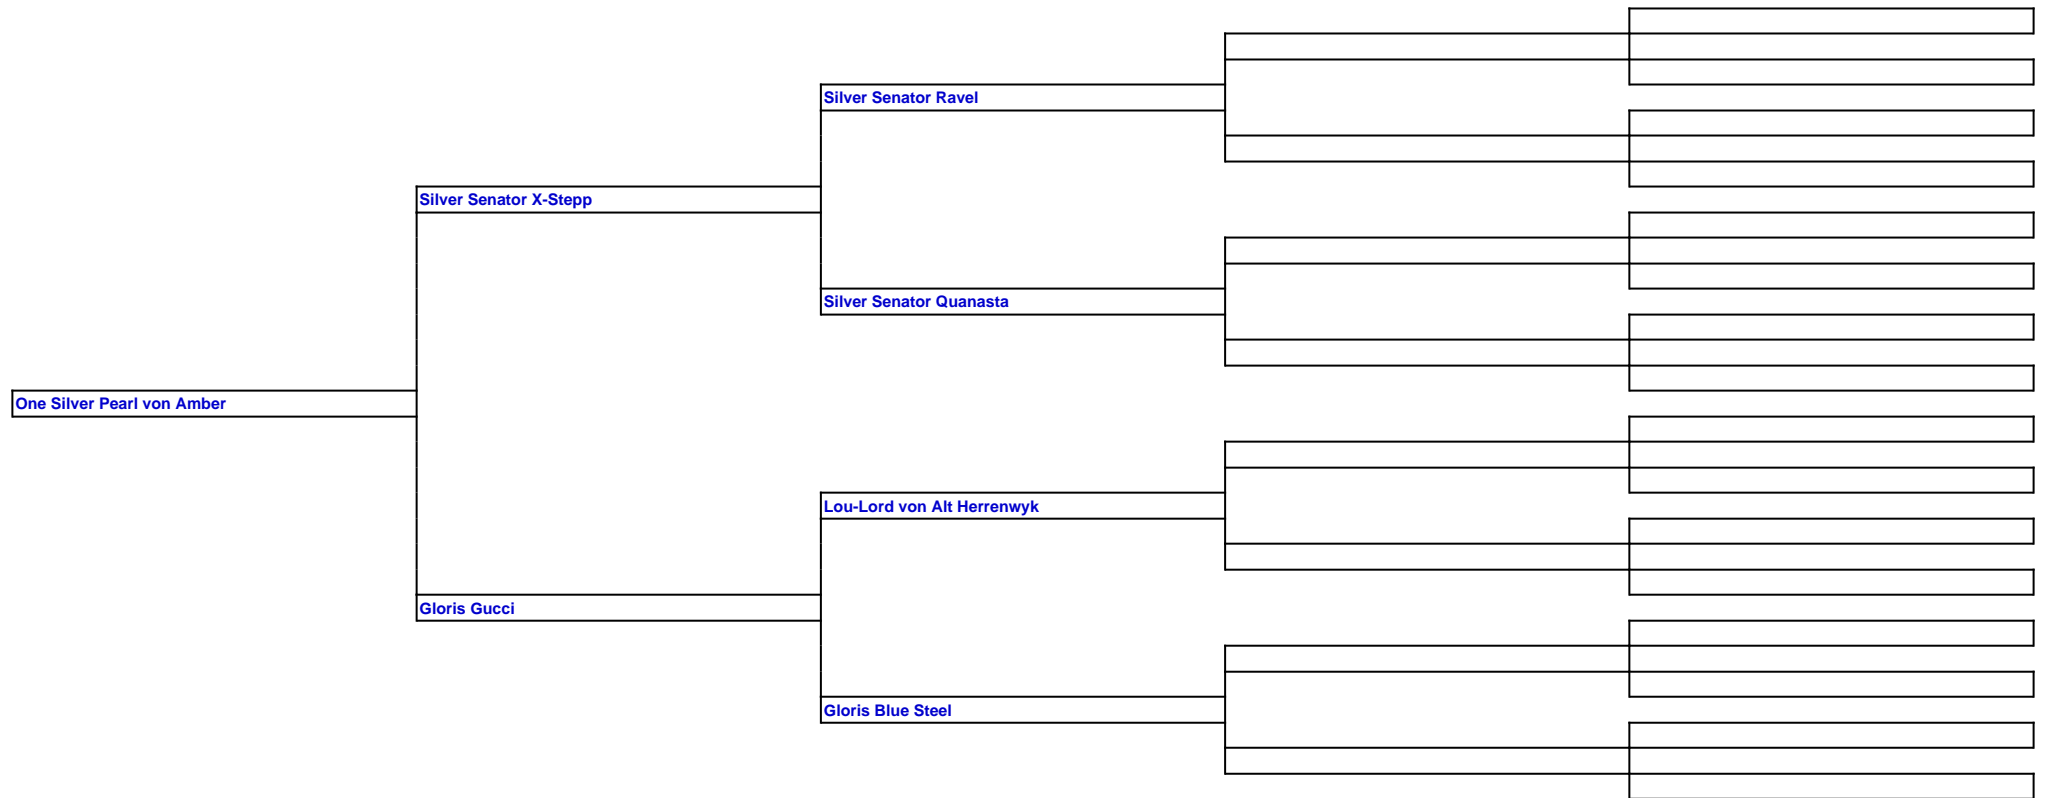 Silver Senator Ravel
Silver Senator X-Stepp
Silver Senator Quanasta
One Silver Pearl von Amber
Lou-Lord von Alt Herrenwyk
Gloris Gucci
Gloris Blue Steel